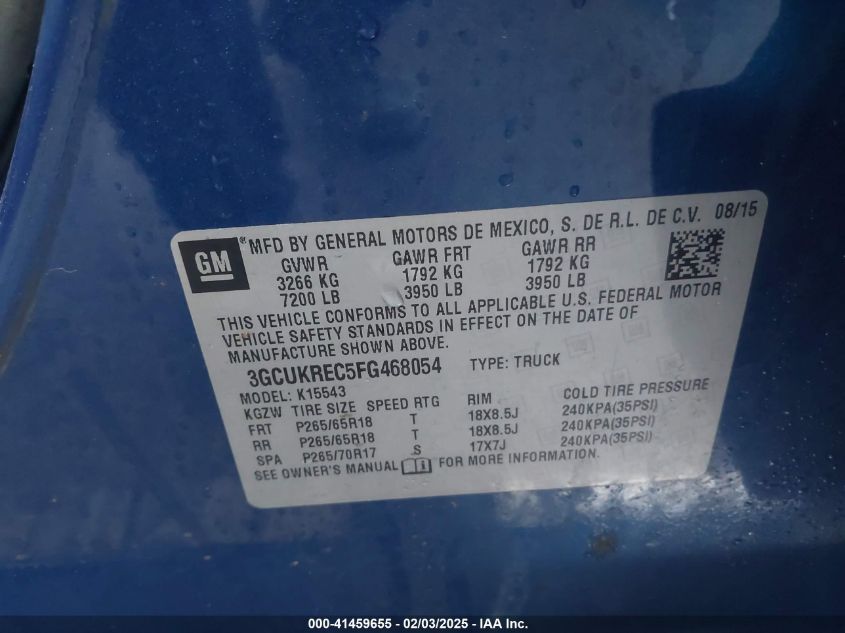 GM ® MFD BY GENERAL MOTORS DE MEXICO, S. DE R.L. DE C.V. 08/15
GVWR GAWR FRT GAWR RR
3266 KG 1792 KG 1792 KG
7200 LB 3950 LB 3950 LB
THIS VEHICLE CONFORMS TO ALL APPLICABLE U.S. FEDERAL MOTOR
VEHICLE SAFETY STANDARDS IN EFFECT ON THE DATE OF
MANUFACTURE SHOWN ABOVE.
3GCUKREC5FG468054 TYPE: TRUCK
MODEL: K15543
KGZW TIRE SIZE SPEED RTG RIM COLD TIRE PRESSURE
FRT P265/65R18 T 18X8.5J 240KPA(35PSI)
RR P265/65R18 T 18X8.5J 240KPA(35PSI)
SPA P265/70R17 S 17X7J 240KPA(35PSI)
SEE OWNER'S MANUAL FOR MORE INFORMATION.
000-41459655 - 02/03/2025 - IAA Inc.